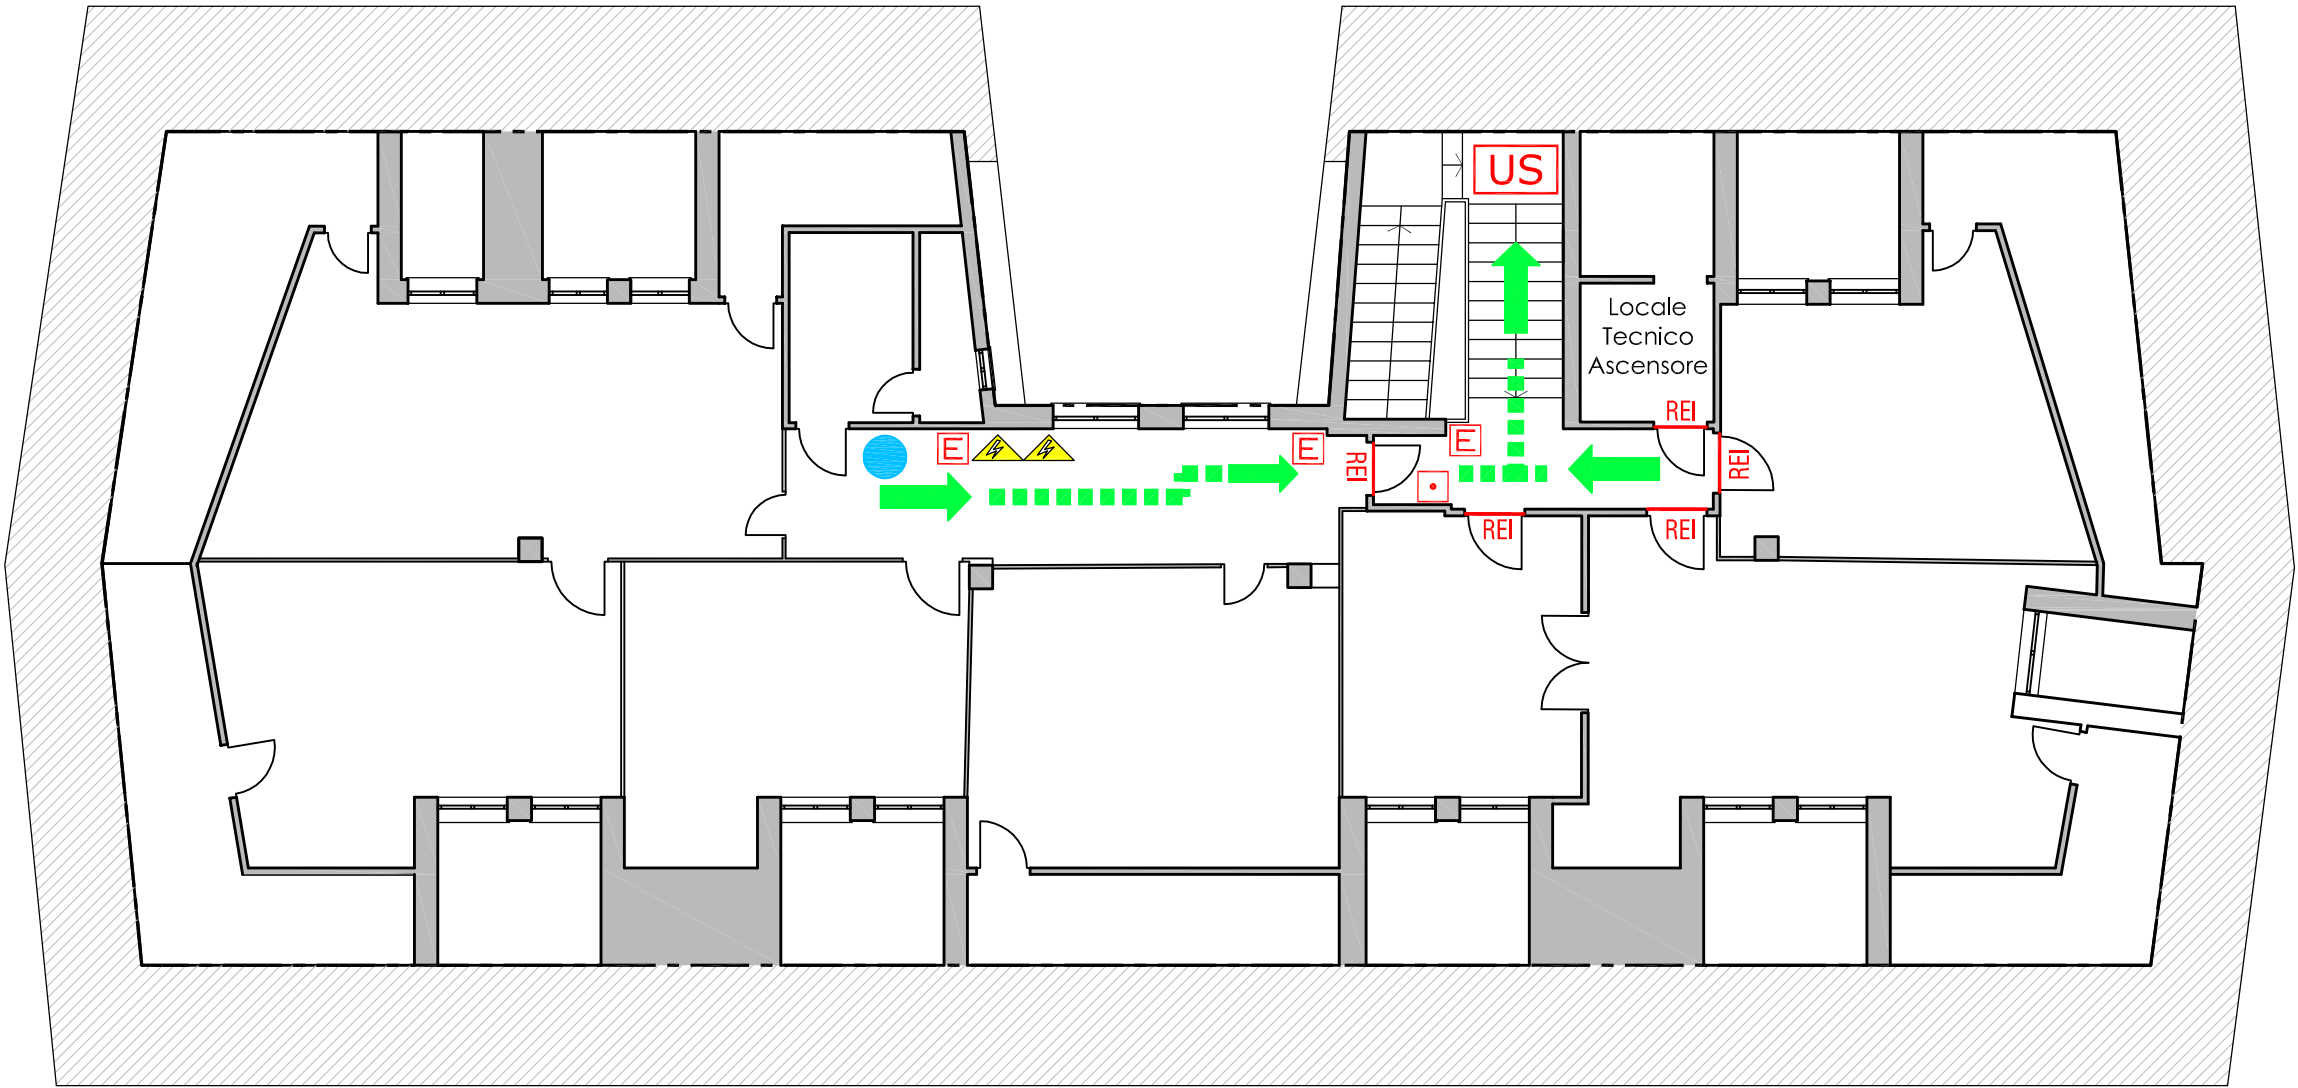 US
Locale
Tecnico
Ascensore
REI
E
E
E
REI
REI
REI
REI